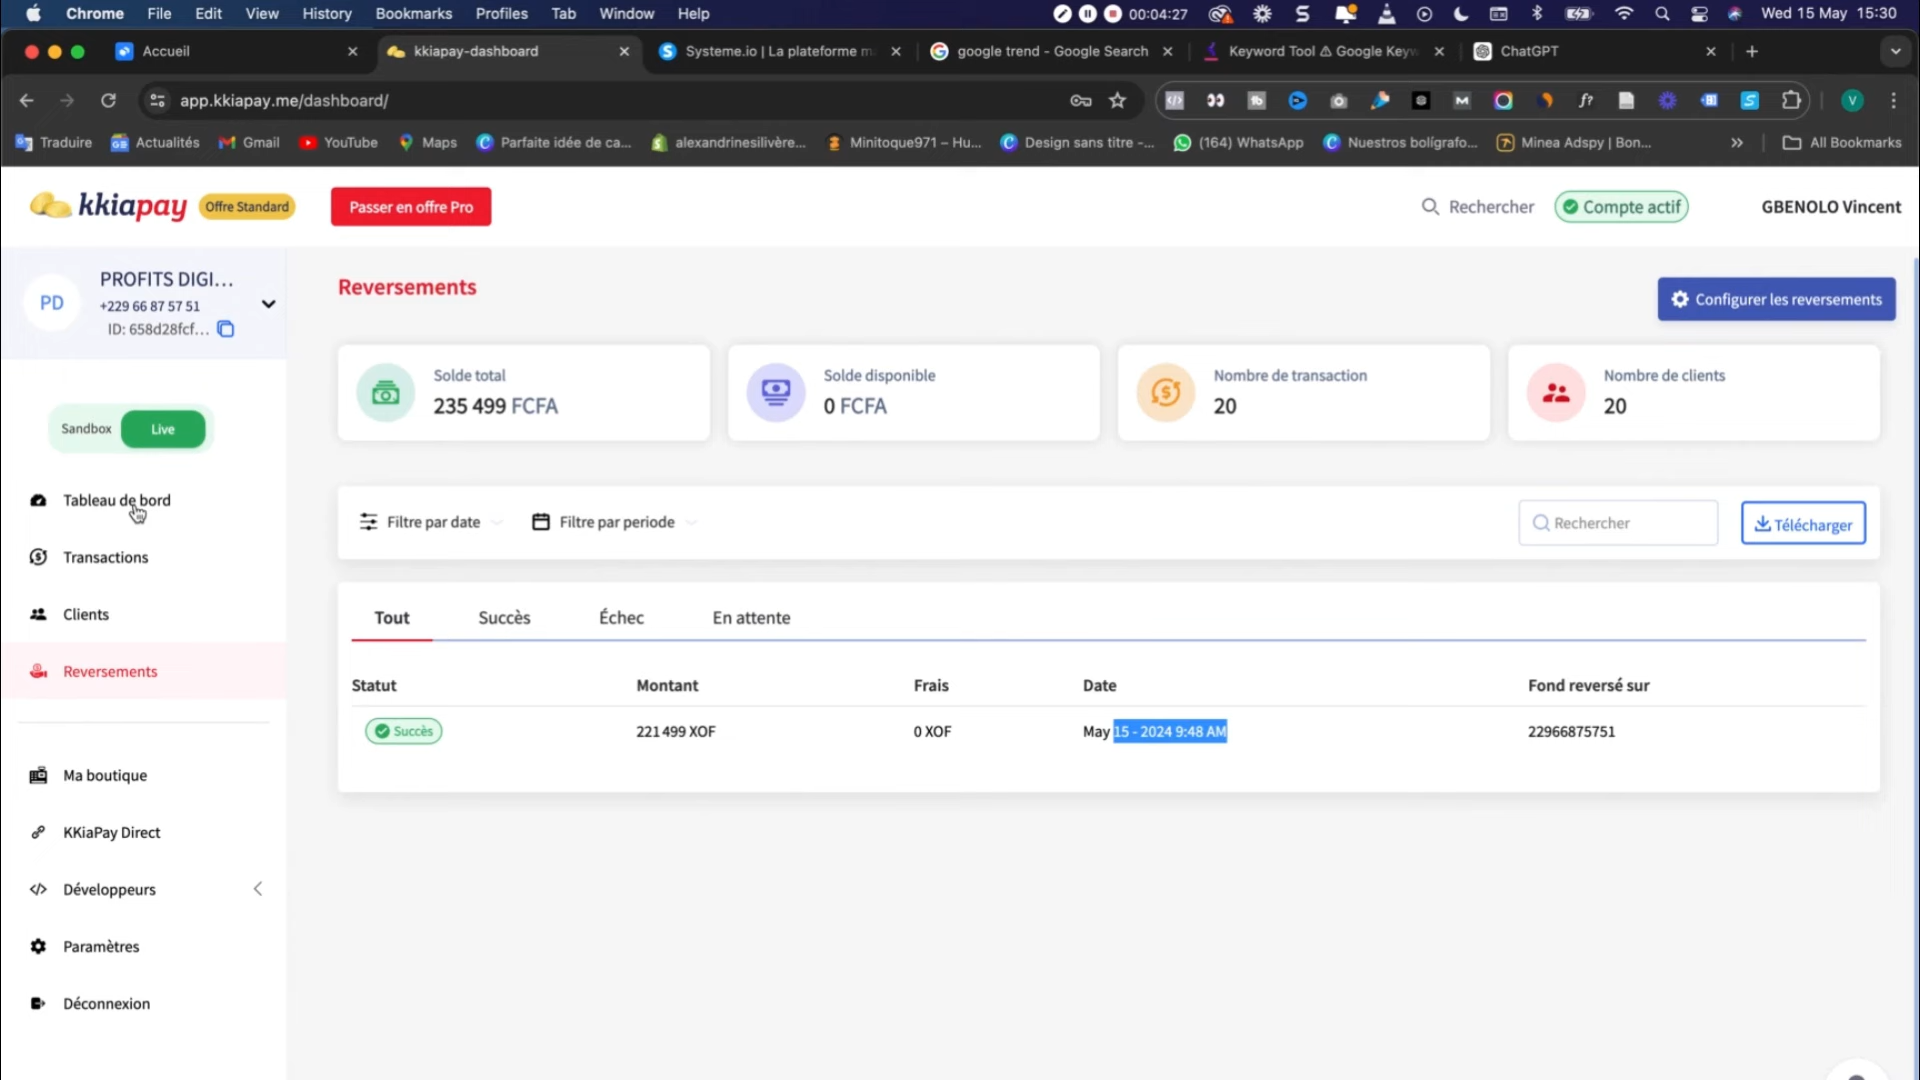 Chrome File Edit View History Bookmarks Profiles Tab Window Help 00:04:27 Wed 15 May 15:30
Accueil kkiapay-dashboard Systeme.io | La plateforme m google trend - Google Search Keyword Tool ⚠ Google Keyw ChatGPT
app.kkiapay.me/dashboard/
Traduire Actualités Gmail YouTube Maps Parfaite idée de ca... alexandrinesilivère... Minitoque971 – Hu... Design sans titre -... (164) WhatsApp Nuestros bolígrafo... Minea Adspy | Bon... » All Bookmarks
kkiapay Offre Standard Passer en offre Pro Rechercher Compte actif GBENOLO Vincent
PD
PROFITS DIGI...
+229 66 87 57 51
ID: 658d28fcf...
Sandbox Live
Tableau de bord
Transactions
Clients
Reversements
Ma boutique
KKiaPay Direct
Développeurs
Paramètres
Déconnexion
Reversements
Configurer les reversements
Solde total
235 499 FCFA
Solde disponible
0 FCFA
Nombre de transaction
20
Nombre de clients
20
Filtre par date Filtre par periode Rechercher Télécharger
Tout Succès Échec En attente
Statut Montant Frais Date Fond reversé sur
Succès 221 499 XOF 0 XOF May 15 - 2024 9:48 AM 22966875751